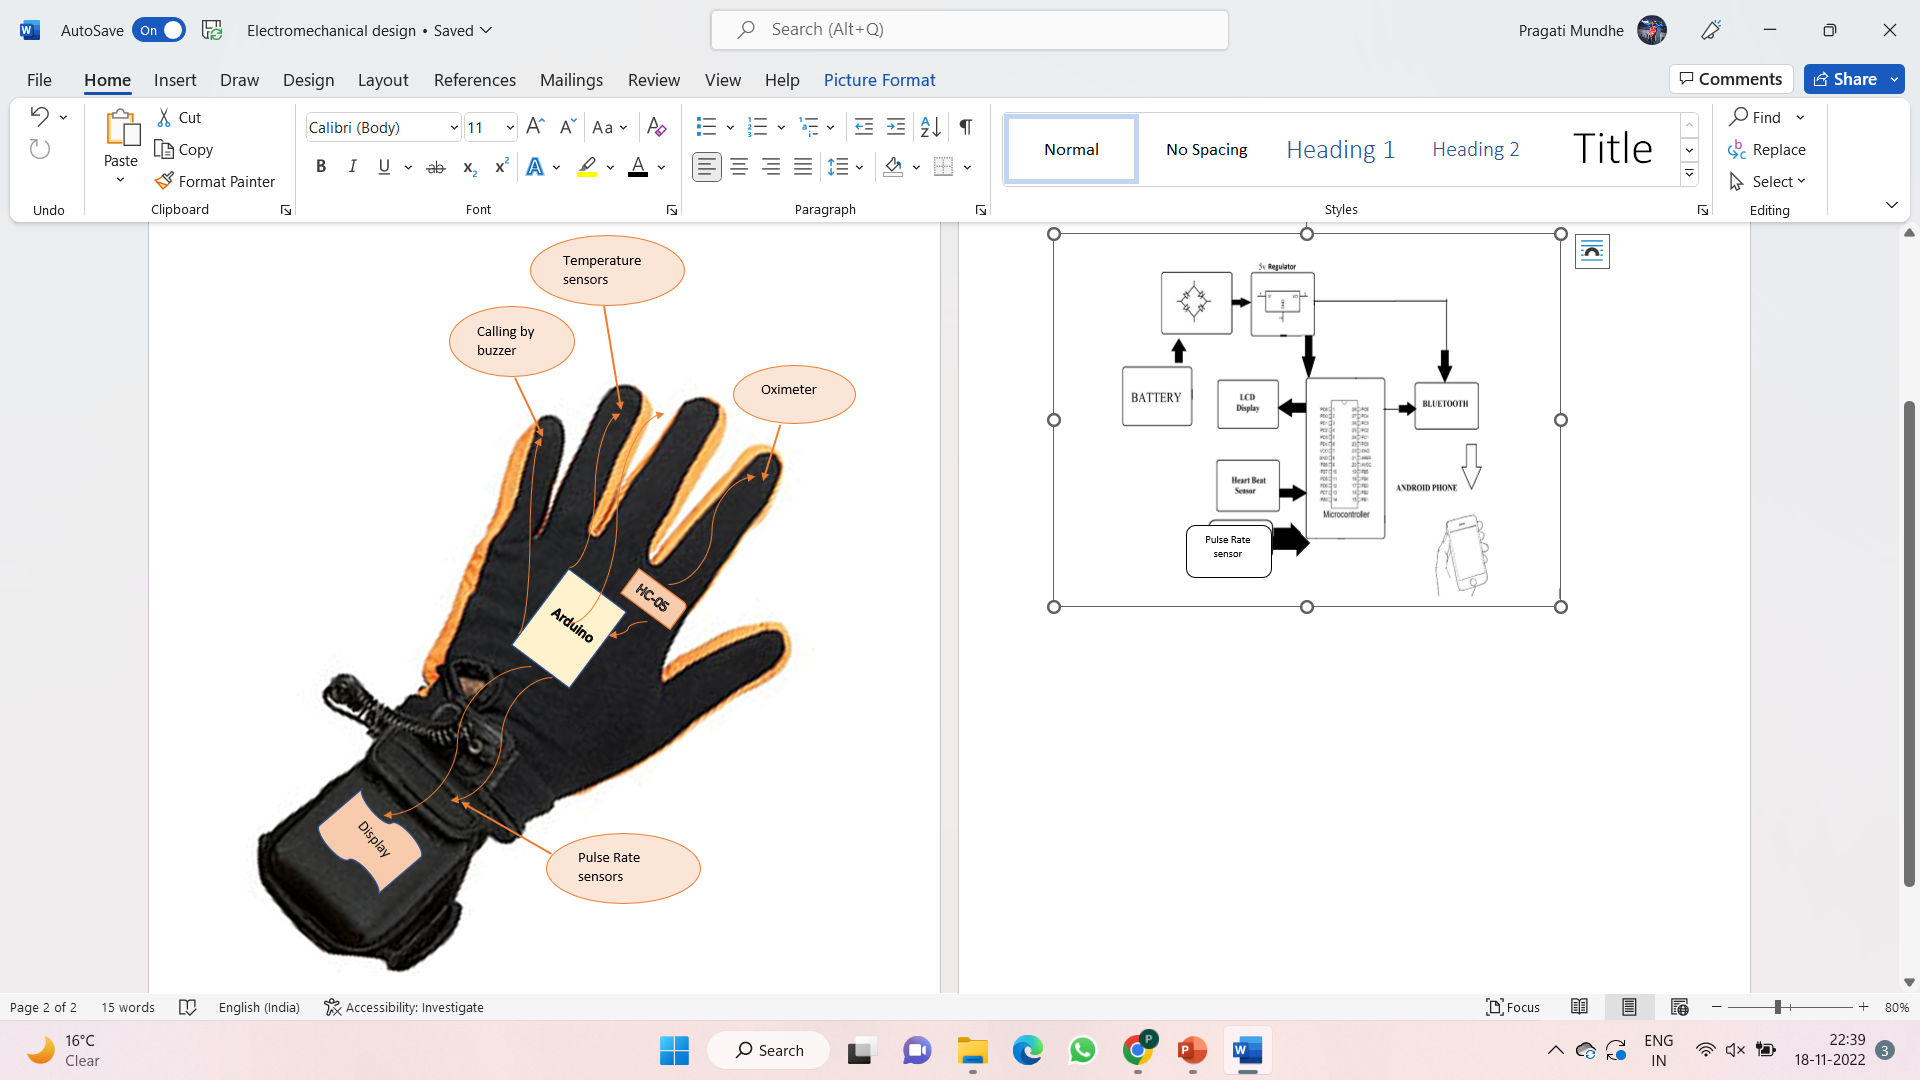 AutoSave On Electromechanical design • Saved Search (Alt+Q) Pragati Mundhe
File Home Insert Draw Design Layout References Mailings Review View Help Picture Format Comments Share
Paste
Cut
Copy
Format Painter
Calibri (Body) 11
Normal
No Spacing
Heading 1
Heading 2
Title
Find
Replace
Select
Undo Clipboard Font Paragraph Styles Editing
Temperature
sensors
Calling by
buzzer
Oximeter
HC-05
Arduino
Display
Pulse Rate
sensors
5v Regulator
BATTERY
LCD
Display
BLUETOOTH
Heart Beat
Sensor
ANDROID PHONE
Microcontroller
Pulse Rate
sensor
Page 2 of 2 15 words English (India) Accessibility: Investigate Focus 80%
16°C
Clear
Search
ENG
IN
22:39
18-11-2022
3